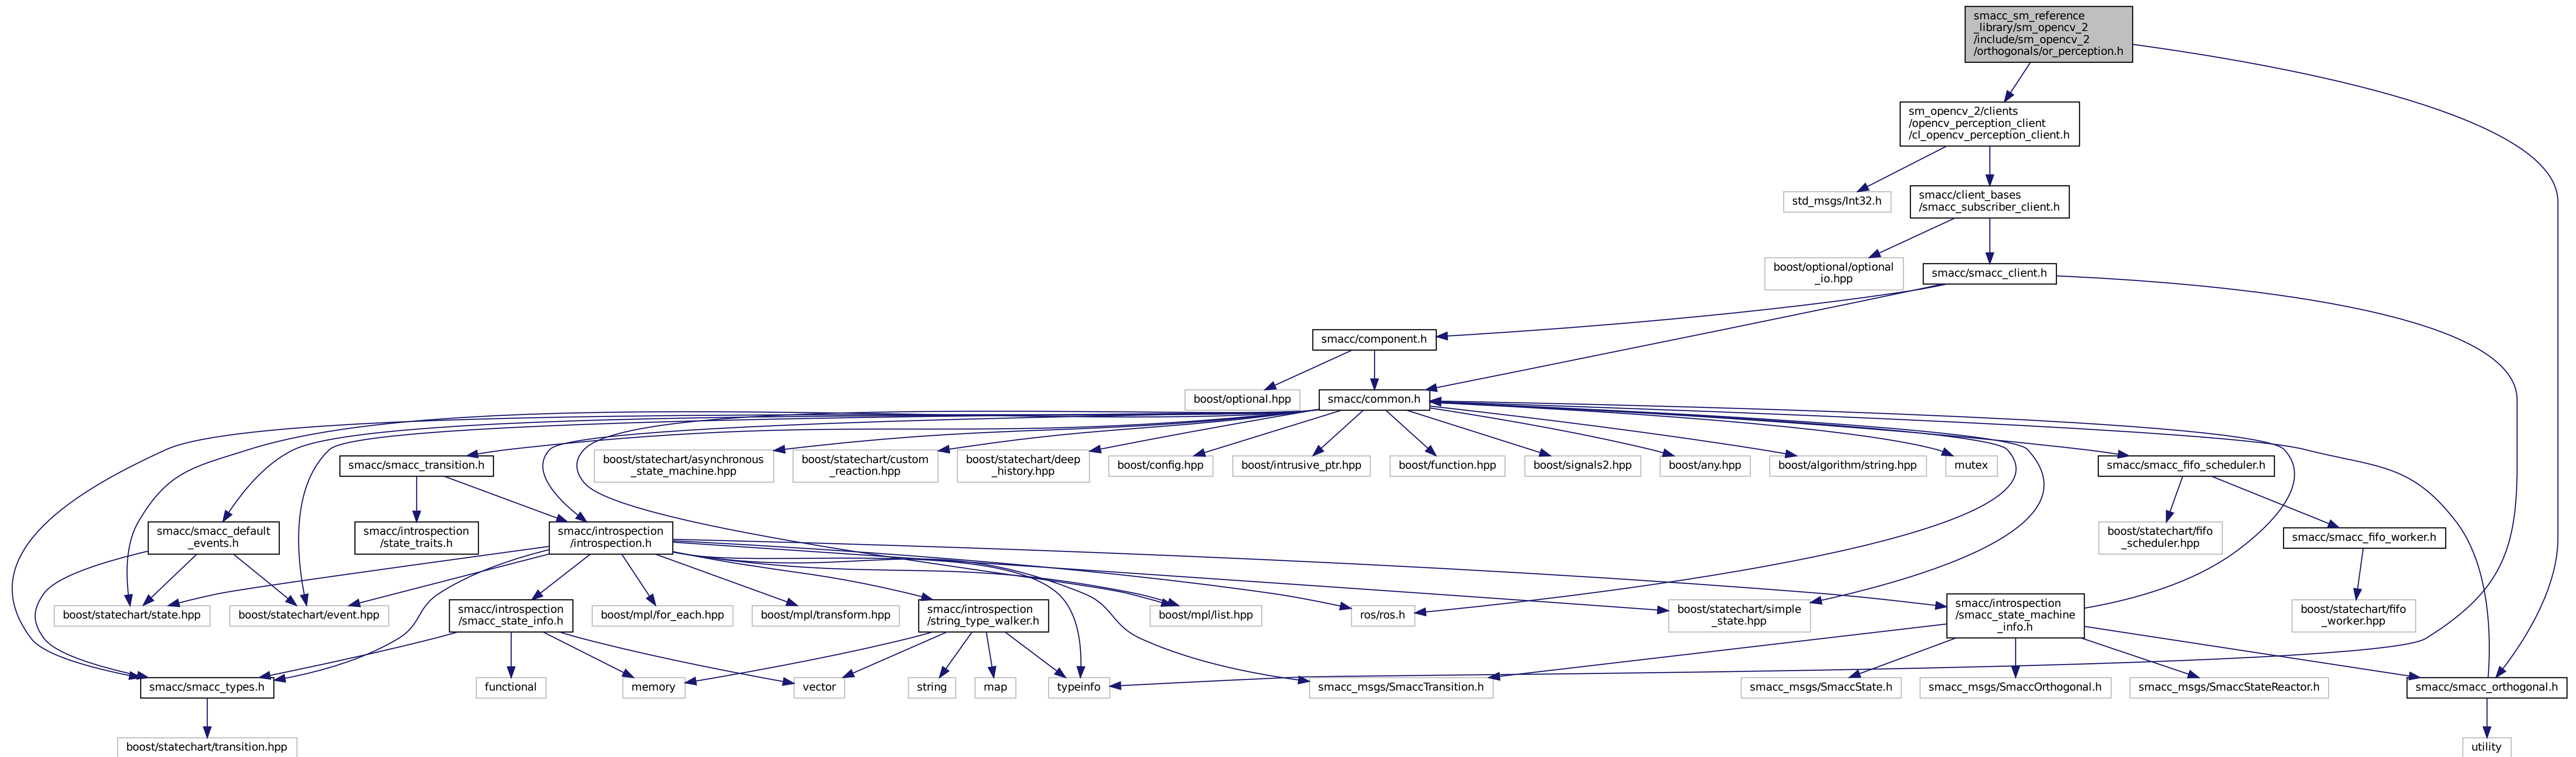 smacc_sm_reference
_library/sm_opencv_2
/include/sm_opencv_2
/orthogonals/or_perception.h
sm_opencv_2/clients
/opencv_perception_client
/cl_opencv_perception_client.h
std_msgs/Int32.h
smacc/client_bases
/smacc_subscriber_client.h
boost/optional/optional
_io.hpp
smacc/smacc_client.h
smacc/component.h
boost/optional.hpp
smacc/common.h
smacc/smacc_transition.h
boost/statechart/asynchronous
_state_machine.hpp
boost/statechart/custom
_reaction.hpp
boost/statechart/deep
_history.hpp
boost/config.hpp
boost/intrusive_ptr.hpp
boost/function.hpp
boost/signals2.hpp
boost/any.hpp
boost/algorithm/string.hpp
mutex
smacc/smacc_fifo_scheduler.h
smacc/smacc_default
_events.h
smacc/introspection
/state_traits.h
smacc/introspection
/introspection.h
boost/statechart/fifo
_scheduler.hpp
smacc/smacc_fifo_worker.h
boost/statechart/state.hpp
boost/statechart/event.hpp
smacc/introspection
/smacc_state_info.h
boost/mpl/for_each.hpp
boost/mpl/transform.hpp
smacc/introspection
/string_type_walker.h
boost/mpl/list.hpp
ros/ros.h
boost/statechart/simple
_state.hpp
smacc/introspection
/smacc_state_machine
_info.h
boost/statechart/fifo
_worker.hpp
smacc/smacc_types.h
functional
memory
vector
string
map
typeinfo
smacc_msgs/SmaccTransition.h
smacc_msgs/SmaccState.h
smacc_msgs/SmaccOrthogonal.h
smacc_msgs/SmaccStateReactor.h
smacc/smacc_orthogonal.h
boost/statechart/transition.hpp
utility